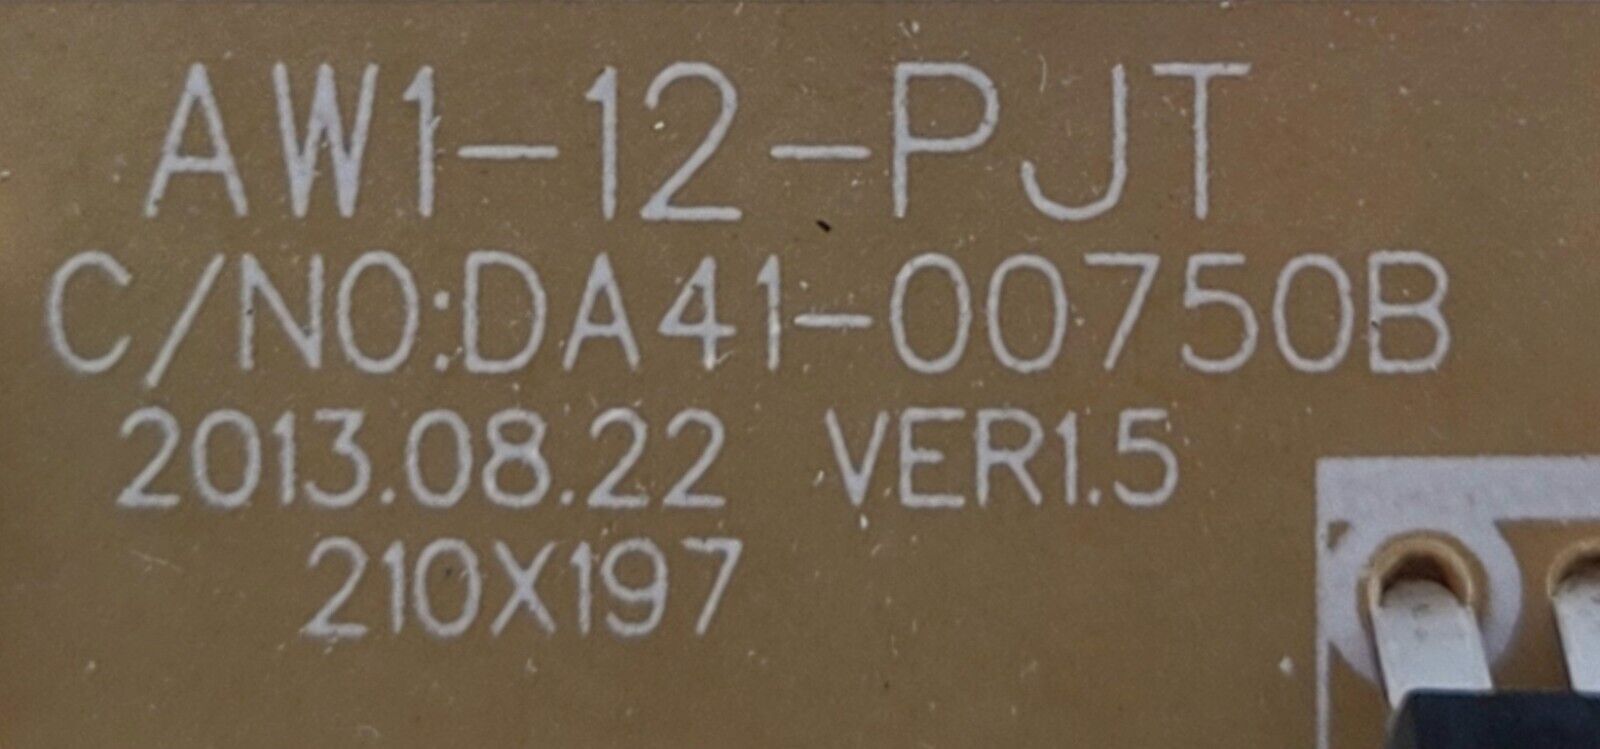 AW1-12-PJT
C/NO:DA41-00750B
2013.08.22 VER1.5
210X197